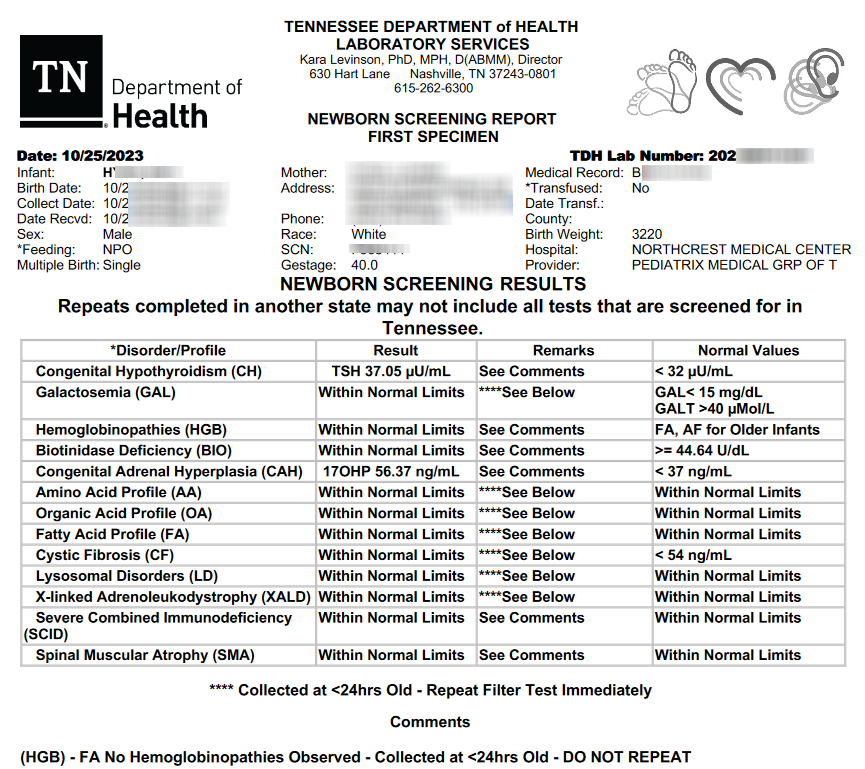 TENNESSEE DEPARTMENT of HEALTH
LABORATORY SERVICES
Kara Levinson, PhD, MPH, D(ABMM), Director
630 Hart Lane Nashville, TN 37243-0801
615-262-6300
TN Department of Health
NEWBORN SCREENING REPORT
FIRST SPECIMEN
Date: 10/25/2023 TDH Lab Number: 202
Infant: H Mother: Medical Record: B
Birth Date: 10/2 Address: *Transfused: No
Collect Date: 10/2 Date Transf.:
Date Recvd: 10/2 Phone: County:
Sex: Male Race: White Birth Weight: 3220
*Feeding: NPO SCN: Hospital: NORTHCREST MEDICAL CENTER
Multiple Birth: Single Gestage: 40.0 Provider: PEDIATRIX MEDICAL GRP OF T
NEWBORN SCREENING RESULTS
Repeats completed in another state may not include all tests that are screened for in
Tennessee.
*Disorder/Profile Result Remarks Normal Values
Congenital Hypothyroidism (CH) TSH 37.05 µU/mL See Comments < 32 µU/mL
Galactosemia (GAL) Within Normal Limits ****See Below GAL< 15 mg/dL
GALT >40 µMol/L
Hemoglobinopathies (HGB) Within Normal Limits See Comments FA, AF for Older Infants
Biotinidase Deficiency (BIO) Within Normal Limits See Comments >= 44.64 U/dL
Congenital Adrenal Hyperplasia (CAH) 17OHP 56.37 ng/mL See Comments < 37 ng/mL
Amino Acid Profile (AA) Within Normal Limits ****See Below Within Normal Limits
Organic Acid Profile (OA) Within Normal Limits ****See Below Within Normal Limits
Fatty Acid Profile (FA) Within Normal Limits ****See Below Within Normal Limits
Cystic Fibrosis (CF) Within Normal Limits ****See Below < 54 ng/mL
Lysosomal Disorders (LD) Within Normal Limits ****See Below Within Normal Limits
X-linked Adrenoleukodystrophy (XALD) Within Normal Limits ****See Below Within Normal Limits
Severe Combined Immunodeficiency Within Normal Limits See Comments Within Normal Limits
(SCID)
Spinal Muscular Atrophy (SMA) Within Normal Limits See Comments Within Normal Limits
**** Collected at <24hrs Old - Repeat Filter Test Immediately
Comments
(HGB) - FA No Hemoglobinopathies Observed - Collected at <24hrs Old - DO NOT REPEAT